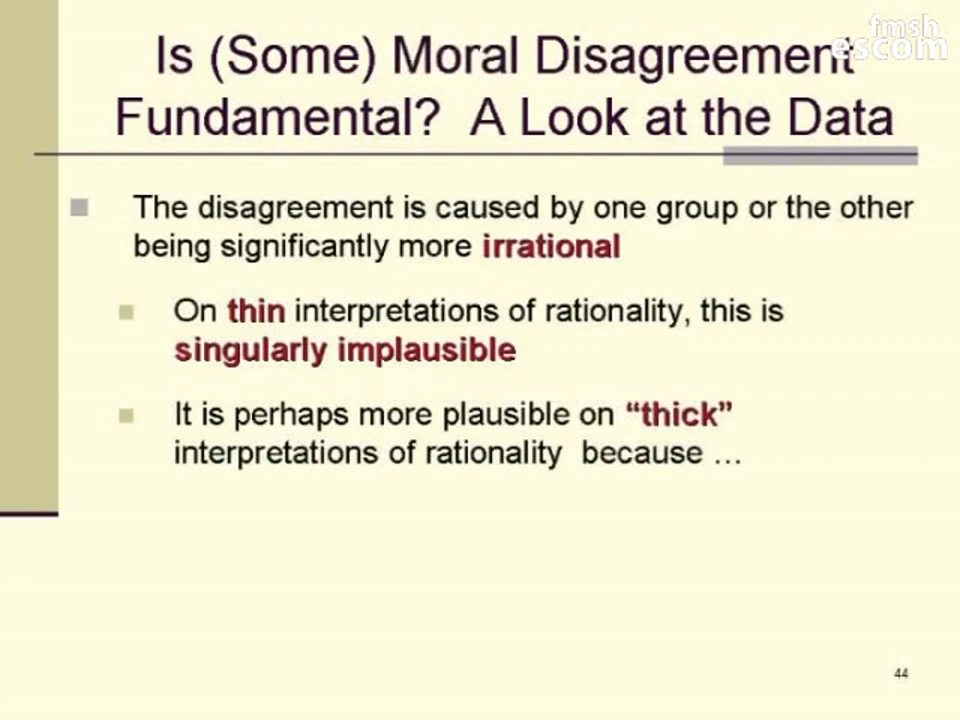 fmsh
escom
Is (Some) Moral Disagreement
Fundamental? A Look at the Data
The disagreement is caused by one group or the other
being significantly more irrational
On thin interpretations of rationality, this is
singularly implausible
It is perhaps more plausible on “thick”
interpretations of rationality because …
44